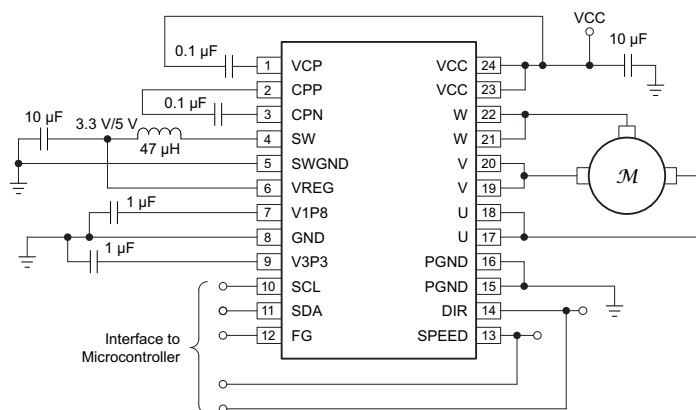 VCC
0.1 µF
10 µF
1 VCP
VCC 24
2 CPP
VCC 23
0.1 µF
10 µF
3.3 V/5 V
3 CPN
W 22
47 µH
4 SW
W 21
5 SWGND
V 20
M
6 VREG
V 19
1 µF
7 V1P8
U 18
8 GND
U 17
1 µF
9 V3P3
PGND 16
10 SCL
PGND 15
11 SDA
DIR 14
12 FG
SPEED 13
Interface to
Microcontroller